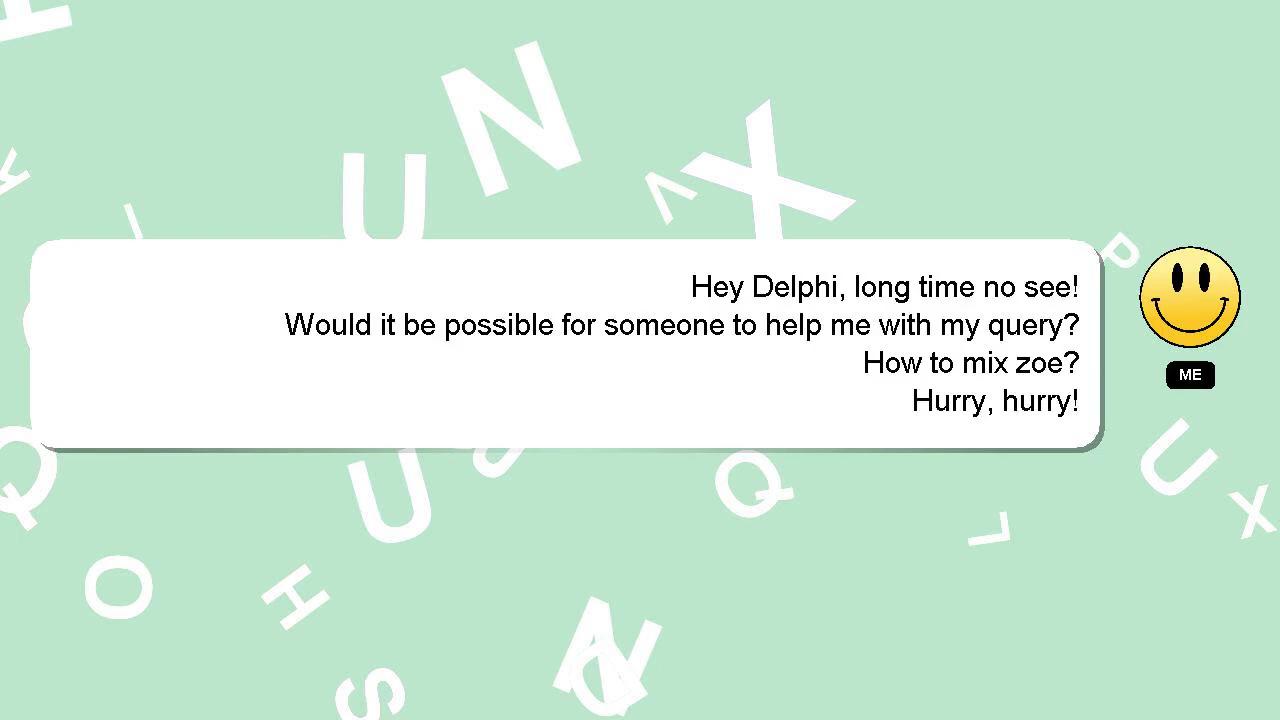 Hey Delphi, long time no see!
Would it be possible for someone to help me with my query?
How to mix zoe?
Hurry, hurry!
ME